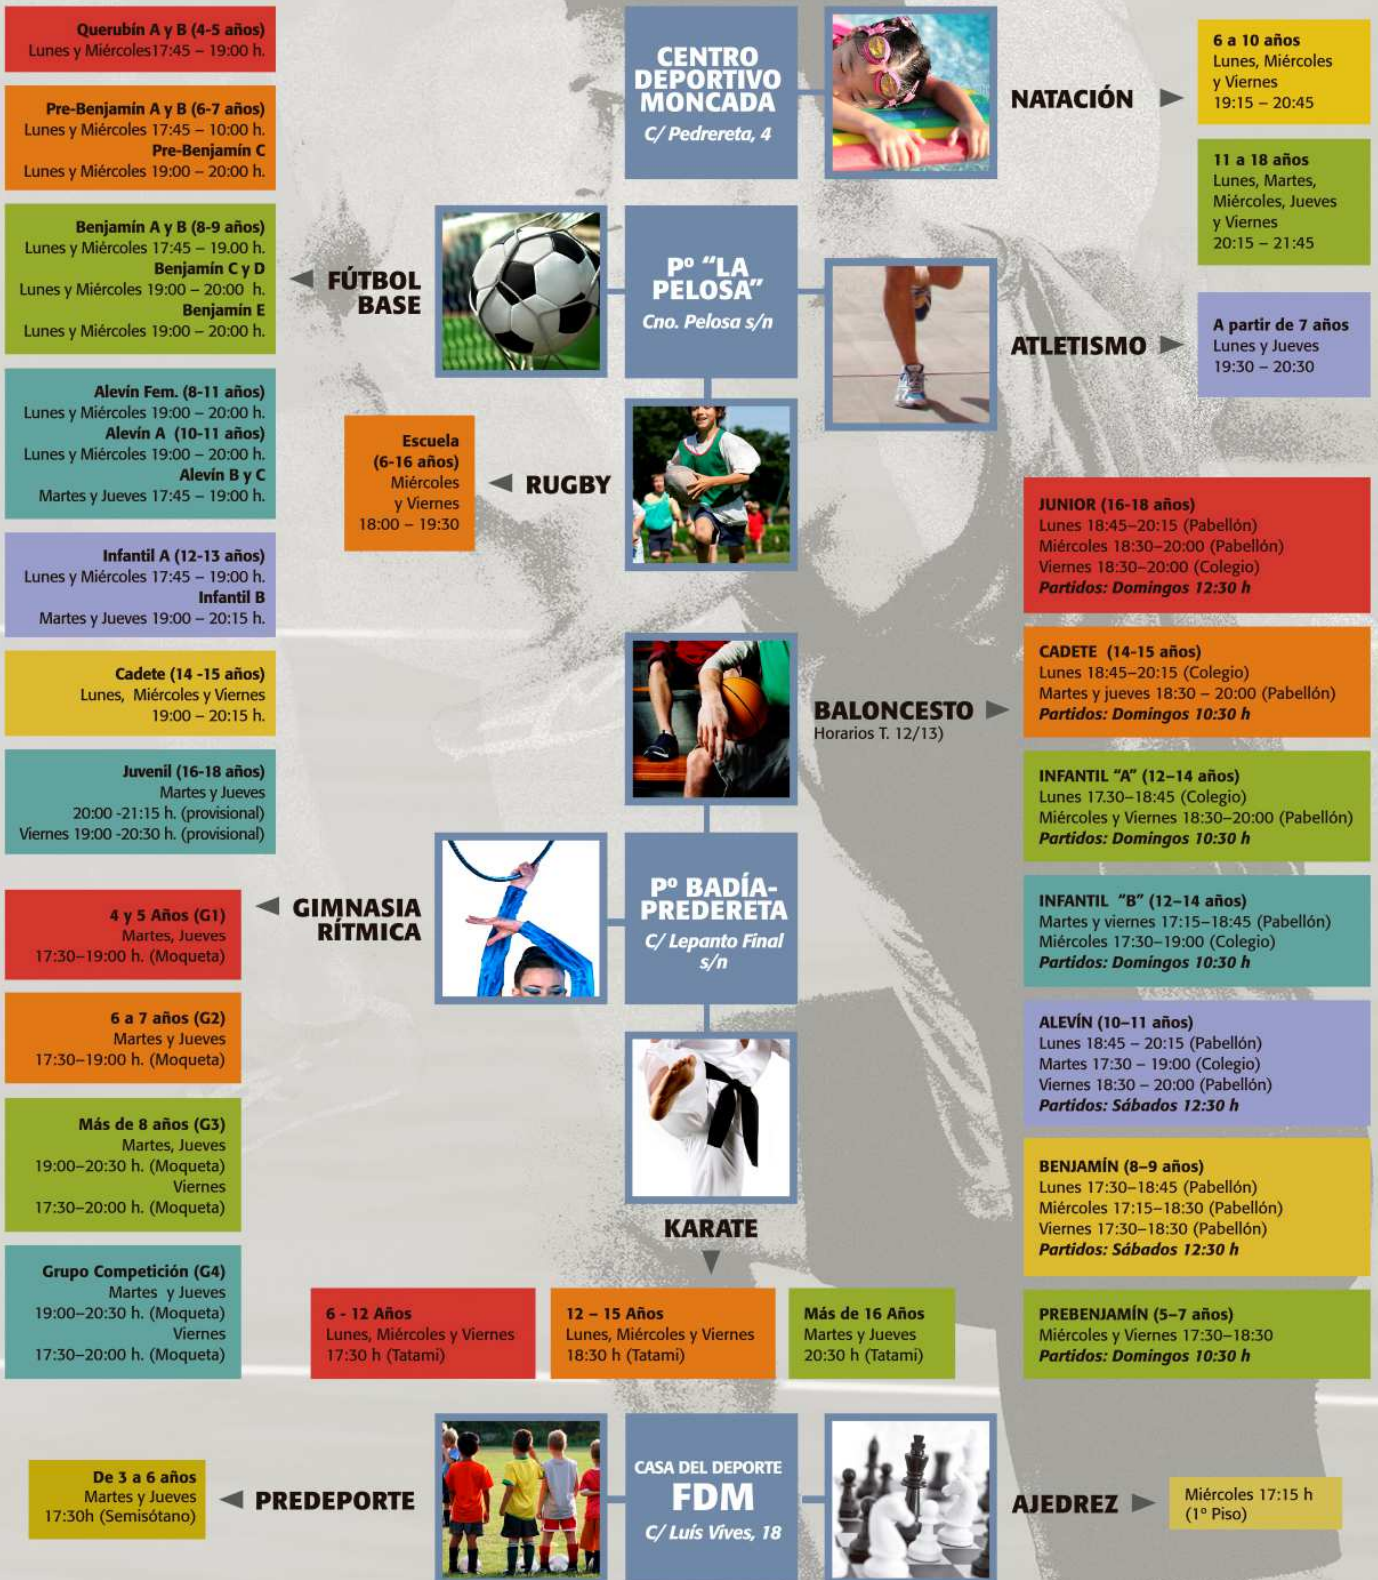 CENTRO
DEPORTIVO
MONCADA
C/ Pedrereta, 4
NATACIÓN
6 a 10 años
Lunes, Miércoles
y Viernes
19:15 – 20:45
11 a 18 años
Lunes, Martes,
Miércoles, Jueves
y Viernes
20:15 – 21:45
Pº “LA
PELOSA”
Cno. Pelosa s/n
FÚTBOL
BASE
Querubín A y B (4-5 años)
Lunes y Miércoles17:45 – 19:00 h.
Pre-Benjamín A y B (6-7 años)
Lunes y Miércoles 17:45 – 10:00 h.
Pre-Benjamín C
Lunes y Miércoles 19:00 – 20:00 h.
Benjamín A y B (8-9 años)
Lunes y Miércoles 17:45 – 19.00 h.
Benjamín C y D
Lunes y Miércoles 19:00 – 20:00 h.
Benjamín E
Lunes y Miércoles 19:00 – 20:00 h.
Alevín Fem. (8-11 años)
Lunes y Miércoles 19:00 – 20:00 h.
Alevín A (10-11 años)
Lunes y Miércoles 19:00 – 20:00 h.
Alevín B y C
Martes y Jueves 17:45 – 19:00 h.
Infantil A (12-13 años)
Lunes y Miércoles 17:45 – 19:00 h.
Infantil B
Martes y Jueves 19:00 – 20:15 h.
Cadete (14 -15 años)
Lunes, Miércoles y Viernes
19:00 – 20:15 h.
Juvenil (16-18 años)
Martes y Jueves
20:00 -21:15 h. (provisional)
Viernes 19:00 -20:30 h. (provisional)
ATLETISMO
A partir de 7 años
Lunes y Jueves
19:30 – 20:30
RUGBY
Escuela
(6-16 años)
Miércoles
y Viernes
18:00 – 19:30
BALONCESTO
Horarios T. 12/13)
JUNIOR (16-18 años)
Lunes 18:45–20:15 (Pabellón)
Miércoles 18:30–20:00 (Pabellón)
Viernes 18:30–20:00 (Colegio)
Partidos: Domingos 12:30 h
CADETE (14-15 años)
Lunes 18:45–20:15 (Colegio)
Martes y jueves 18:30 – 20:00 (Pabellón)
Partidos: Domingos 10:30 h
INFANTIL “A” (12–14 años)
Lunes 17.30–18:45 (Colegio)
Miércoles y Viernes 18:30–20:00 (Pabellón)
Partidos: Domingos 10:30 h
INFANTIL “B” (12–14 años)
Martes y viernes 17:15–18:45 (Pabellón)
Miércoles 17:30–19:00 (Colegio)
Partidos: Domingos 10:30 h
ALEVÍN (10–11 años)
Lunes 18:45 – 20:15 (Pabellón)
Martes 17:30 – 19:00 (Colegio)
Viernes 18:30 – 20:00 (Pabellón)
Partidos: Sábados 12:30 h
BENJAMÍN (8–9 años)
Lunes 17:30–18:45 (Pabellón)
Miércoles 17:15–18:30 (Pabellón)
Viernes 17:30–18:30 (Pabellón)
Partidos: Sábados 12:30 h
PREBENJAMÍN (5–7 años)
Miércoles y Viernes 17:30–18:30
Partidos: Domingos 10:30 h
Pº BADÍA-
PREDERETA
C/ Lepanto Final
s/n
GIMNASIA
RÍTMICA
4 y 5 Años (G1)
Martes, Jueves
17:30–19:00 h. (Moqueta)
6 a 7 años (G2)
Martes y Jueves
17:30–19:00 h. (Moqueta)
Más de 8 años (G3)
Martes, Jueves
19:00–20:30 h. (Moqueta)
Viernes
17:30–20:00 h. (Moqueta)
Grupo Competición (G4)
Martes y Jueves
19:00–20:30 h. (Moqueta)
Viernes
17:30–20:00 h. (Moqueta)
KARATE
6 - 12 Años
Lunes, Miércoles y Viernes
17:30 h (Tatami)
12 – 15 Años
Lunes, Miércoles y Viernes
18:30 h (Tatami)
Más de 16 Años
Martes y Jueves
20:30 h (Tatami)
CASA DEL DEPORTE
FDM
C/ Luís Vives, 18
PREDEPORTE
De 3 a 6 años
Martes y Jueves
17:30h (Semisótano)
AJEDREZ
Miércoles 17:15 h
(1º Piso)